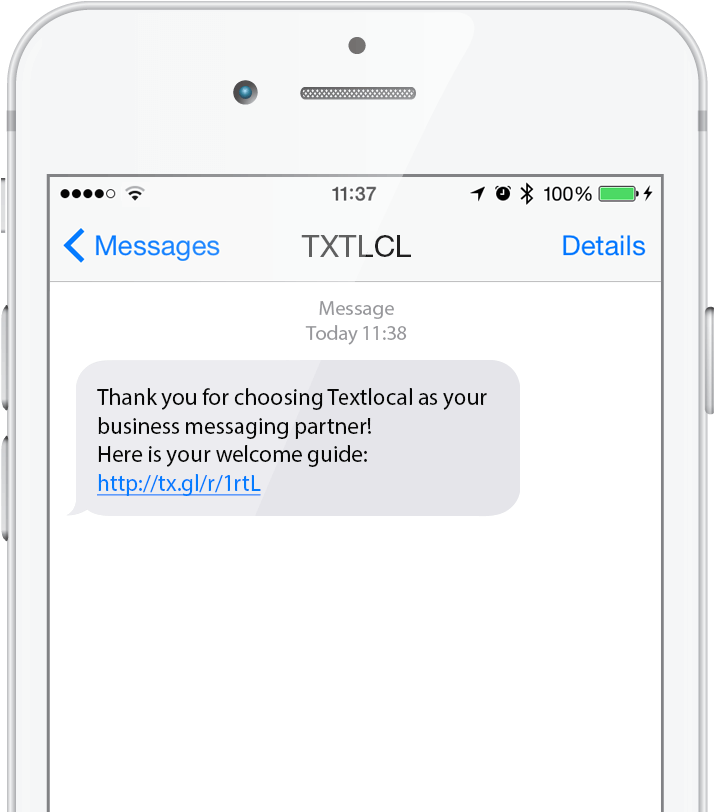 11:37 100%
Messages TXTLCL Details
Message
Today 11:38
Thank you for choosing Textlocal as your
business messaging partner!
Here is your welcome guide:
http://tx.gl/r/1rtL